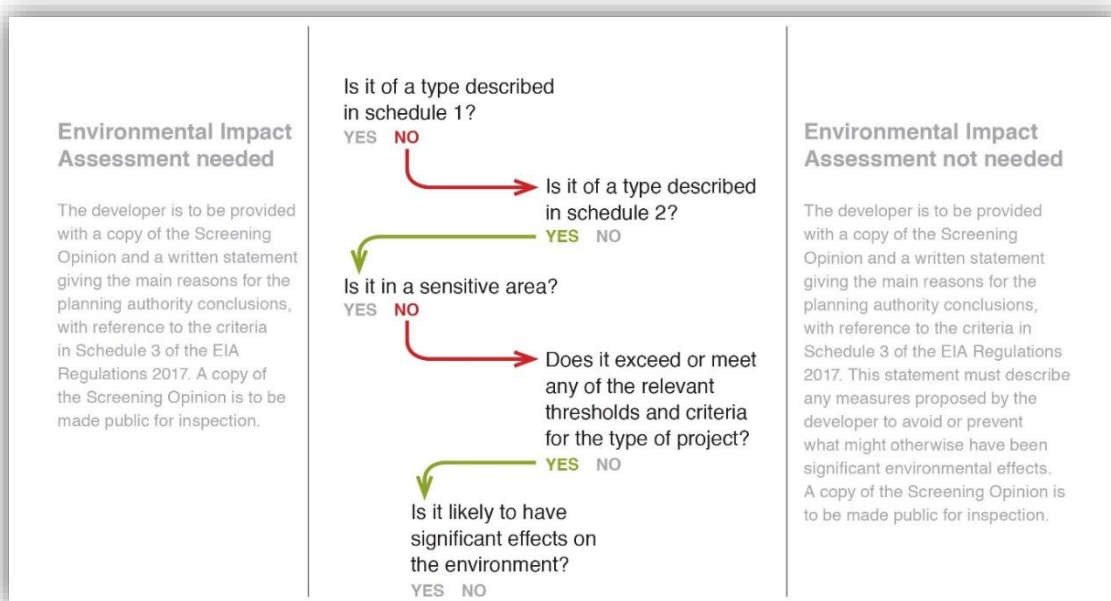 Environmental Impact
Assessment needed
The developer is to be provided
with a copy of the Screening
Opinion and a written statement
giving the main reasons for the
planning authority conclusions,
with reference to the criteria
in Schedule 3 of the EIA
Regulations 2017. A copy of
the Screening Opinion is to be
made public for inspection.
Is it of a type described
in schedule 1?
YES NO
Is it of a type described
in schedule 2?
YES NO
Is it in a sensitive area?
YES NO
Does it exceed or meet
any of the relevant
thresholds and criteria
for the type of project?
YES NO
Is it likely to have
significant effects on
the environment?
YES NO
Environmental Impact
Assessment not needed
The developer is to be provided
with a copy of the Screening
Opinion and a written statement
giving the main reasons for the
planning authority conclusions,
with reference to the criteria in
Schedule 3 of the EIA Regulations
2017. This statement must describe
any measures proposed by the
developer to avoid or prevent
what might otherwise have been
significant environmental effects.
A copy of the Screening Opinion is
to be made public for inspection.